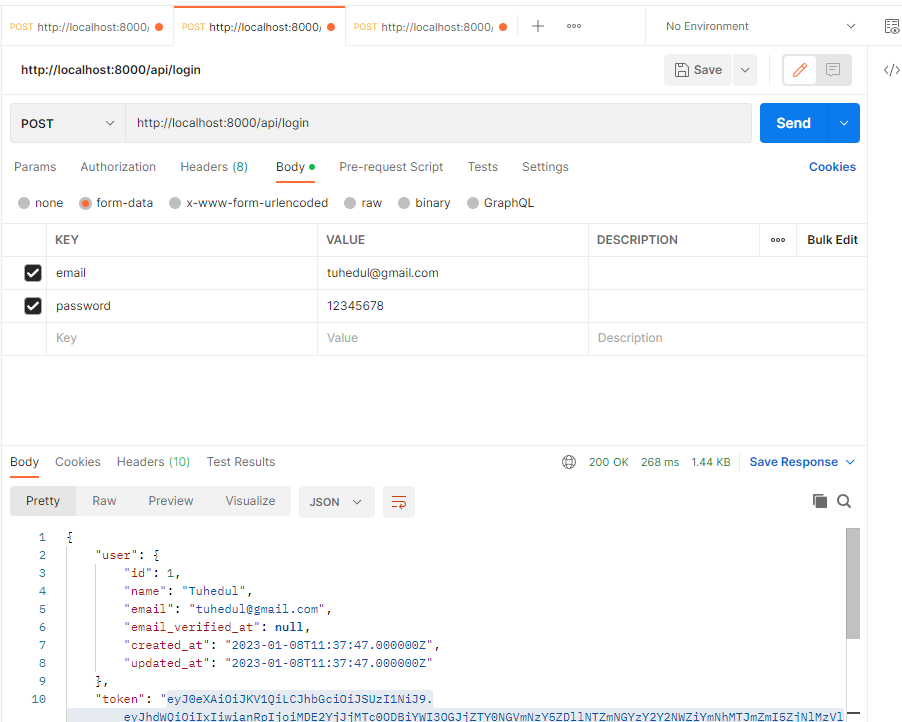 POST http://localhost:8000/ POST http://localhost:8000/ POST http://localhost:8000/ No Environment
http://localhost:8000/api/login Save
POST http://localhost:8000/api/login Send
Params Authorization Headers (8) Body Pre-request Script Tests Settings Cookies
none form-data x-www-form-urlencoded raw binary GraphQL
KEY VALUE DESCRIPTION Bulk Edit
email tuhedul@gmail.com
password 12345678
Key Value Description
Body Cookies Headers (10) Test Results 200 OK 268 ms 1.44 KB Save Response
Pretty Raw Preview Visualize JSON
1 {
2 "user": {
3 "id": 1,
4 "name": "Tuhedul",
5 "email": "tuhedul@gmail.com",
6 "email_verified_at": null,
7 "created_at": "2023-01-08T11:37:47.000000Z",
8 "updated_at": "2023-01-08T11:37:47.000000Z"
9 },
10 "token": "eyJ0eXAiOiJKV1QiLCJhbGciOiJSUzI1NiJ9.